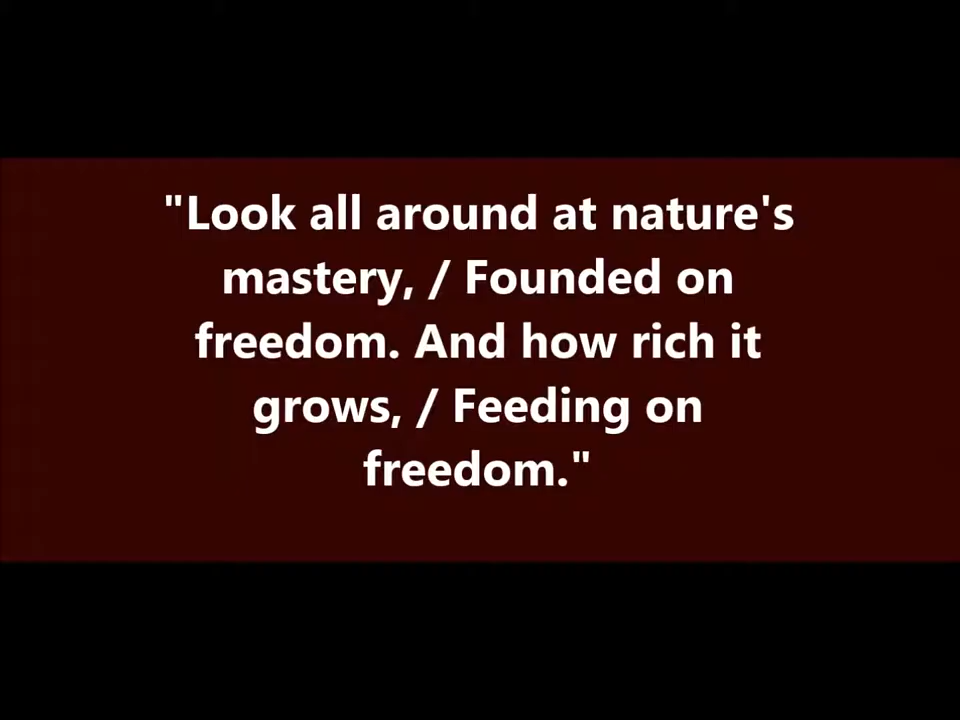 "Look all around at nature's
mastery, / Founded on
freedom. And how rich it
grows, / Feeding on
freedom."